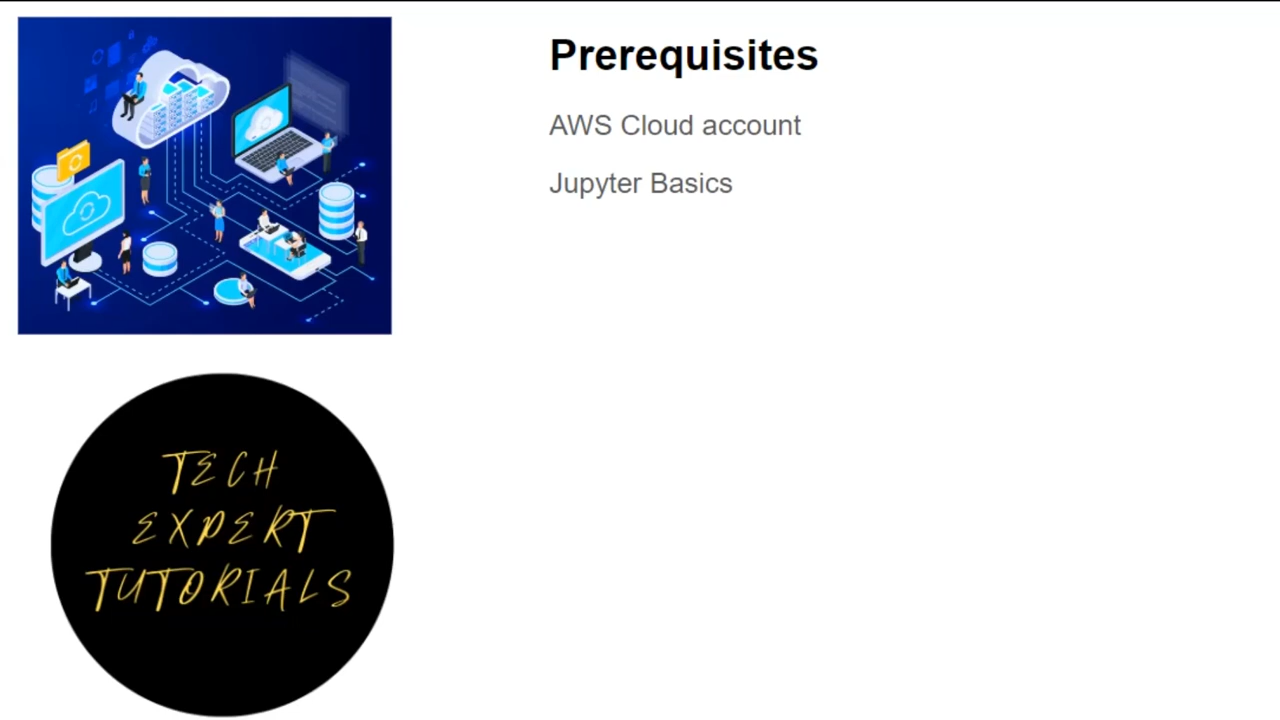 Prerequisites
AWS Cloud account
Jupyter Basics
TECH
EXPERT
TUTORIALS